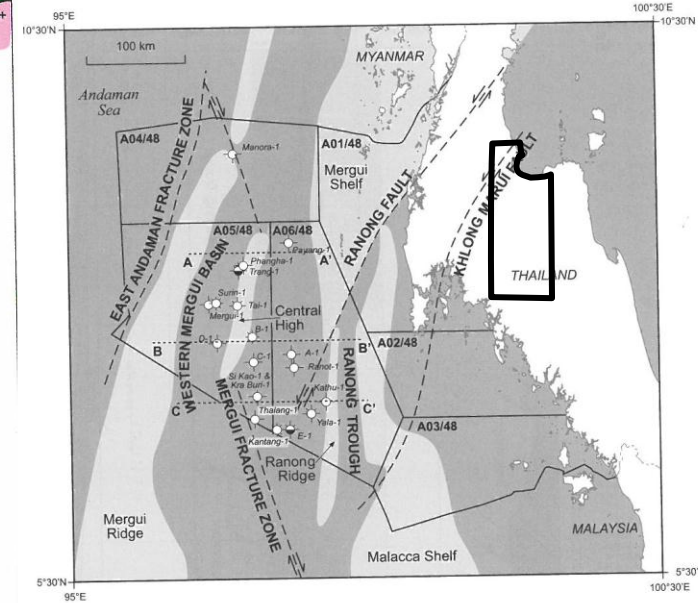 +
95°E
100°30'E
10°30'N
10°30'N
100 km
MYANMAR
Andaman
Sea
A04/48
Manora-1
A01/48
Mergui
Shelf
EAST ANDAMAN FRACTURE ZONE
RANONG FAULT
KHLONG MARUI FAULT
A05/48
A06/48
Payang-1
A
A'
Phangha-1
Trang-1
THAILAND
WESTERN MERGUI BASIN
Surin-1
Tai-1
Mergui-1
Central
High
D-1
B-1
B
B'
A02/48
C-1
A-1
Ranot-1
Si Kao-1 &
Kra Buri-1
Kathu-1
RANONG TROUGH
C
C'
Thalang-1
Yala-1
A03/48
Kantang-1
E-1
MERGUI FRACTURE ZONE
Ranong
Ridge
Mergui
Ridge
MALAYSIA
Malacca Shelf
5°30'N
5°30'N
95°E
100°30'E